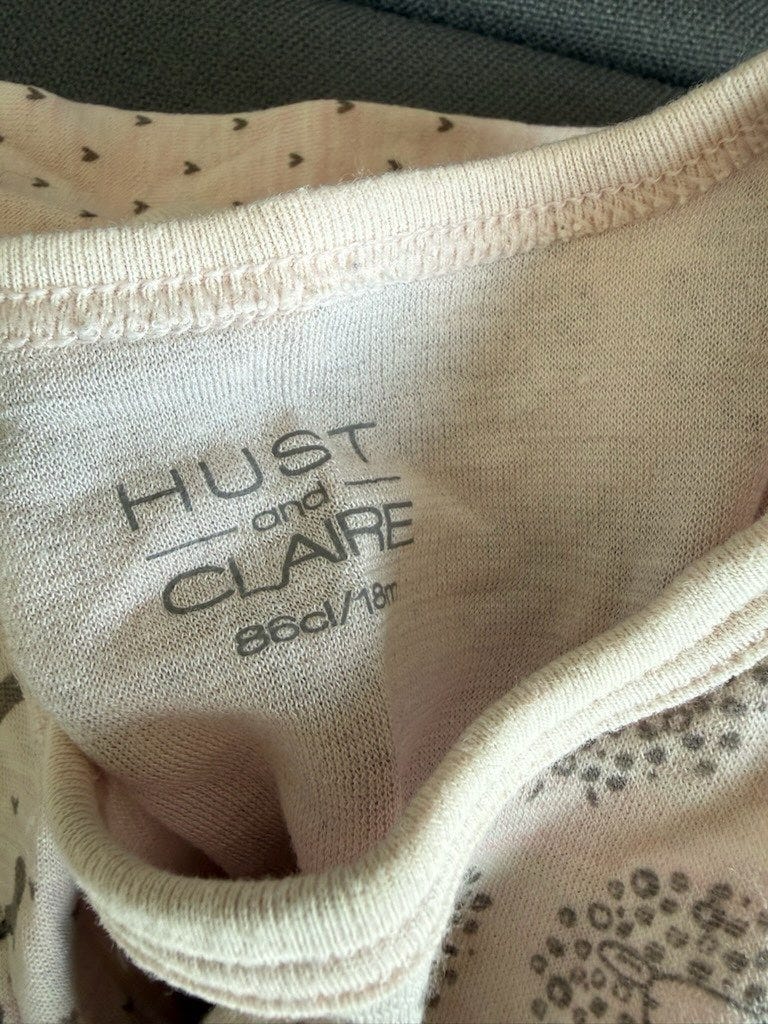 HUST
and
CLAIRE
86cl/18m